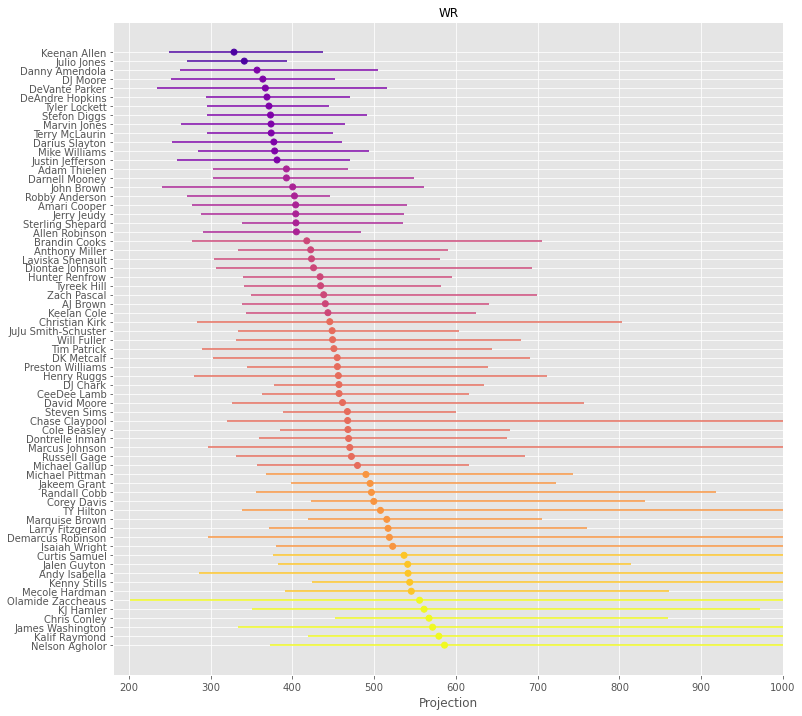 WR
Keenan Allen
Julio Jones
Danny Amendola
DJ Moore
DeVante Parker
DeAndre Hopkins
Tyler Lockett
Stefon Diggs
Marvin Jones
Terry McLaurin
Darius Slayton
Mike Williams
Justin Jefferson
Adam Thielen
Darnell Mooney
John Brown
Robby Anderson
Amari Cooper
Jerry Jeudy
Sterling Shepard
Allen Robinson
Brandin Cooks
Anthony Miller
Laviska Shenault
Diontae Johnson
Hunter Renfrow
Tyreek Hill
Zach Pascal
AJ Brown
Keelan Cole
Christian Kirk
JuJu Smith-Schuster
Will Fuller
Tim Patrick
DK Metcalf
Preston Williams
Henry Ruggs
DJ Chark
CeeDee Lamb
David Moore
Steven Sims
Chase Claypool
Cole Beasley
Dontrelle Inman
Marcus Johnson
Russell Gage
Michael Gallup
Michael Pittman
Jakeem Grant
Randall Cobb
Corey Davis
TY Hilton
Marquise Brown
Larry Fitzgerald
Demarcus Robinson
Isaiah Wright
Curtis Samuel
Jalen Guyton
Andy Isabella
Kenny Stills
Mecole Hardman
Olamide Zaccheaus
KJ Hamler
Chris Conley
James Washington
Kalif Raymond
Nelson Agholor
200 300 400 500 600 700 800 900 1000
Projection